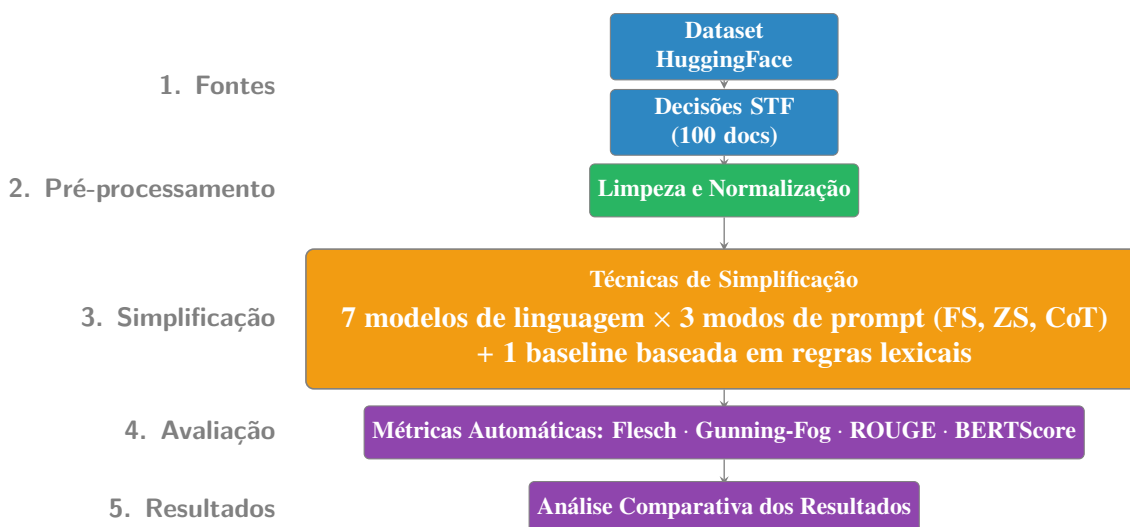 1. Fontes
Dataset
HuggingFace
Decisões STF
(100 docs)
2. Pré-processamento
Limpeza e Normalização
3. Simplificação
Técnicas de Simplificação
7 modelos de linguagem × 3 modos de prompt (FS, ZS, CoT)
+ 1 baseline baseada em regras lexicais
4. Avaliação
Métricas Automáticas: Flesch · Gunning-Fog · ROUGE · BERTScore
5. Resultados
Análise Comparativa dos Resultados